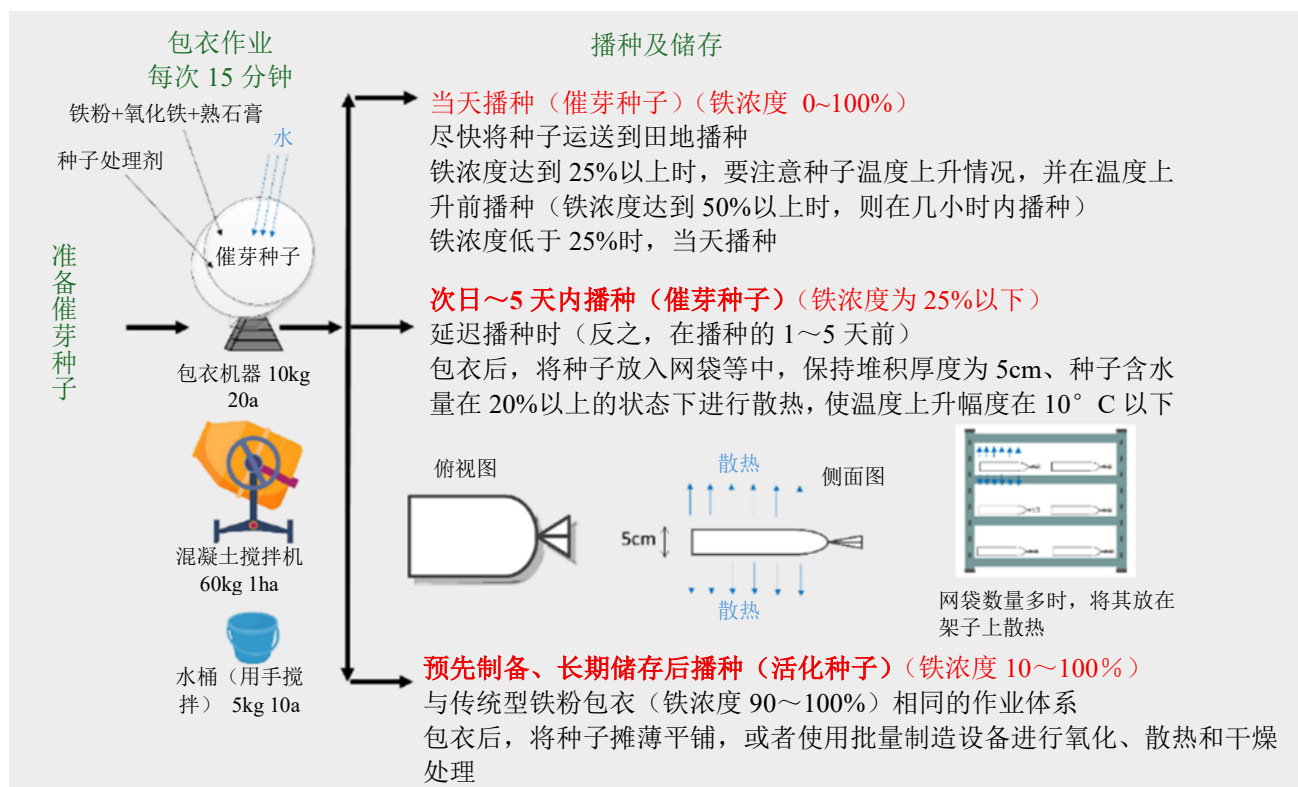 包衣作业
每次 15 分钟
铁粉+氧化铁+熟石膏
水
种子处理剂
催芽种子
准备催芽种子
包衣机器 10kg
20a
混凝土搅拌机
60kg 1ha
水桶（用手搅
拌） 5kg 10a
播种及储存
当天播种（催芽种子）（铁浓度 0~100%）
尽快将种子运送到田地播种
铁浓度达到 25%以上时，要注意种子温度上升情况，并在温度上
升前播种（铁浓度达到 50%以上时，则在几小时内播种）
铁浓度低于 25%时，当天播种
次日～5 天内播种（催芽种子）（铁浓度为 25%以下）
延迟播种时（反之，在播种的 1～5 天前）
包衣后，将种子放入网袋等中，保持堆积厚度为 5cm、种子含水
量在 20%以上的状态下进行散热，使温度上升幅度在 10°C 以下
俯视图
散热
侧面图
5cm
散热
网袋数量多时，将其放在
架子上散热
预先制备、长期储存后播种（活化种子）（铁浓度 10～100%）
与传统型铁粉包衣（铁浓度 90～100%）相同的作业体系
包衣后，将种子摊薄平铺，或者使用批量制造设备进行氧化、散热和干燥
处理